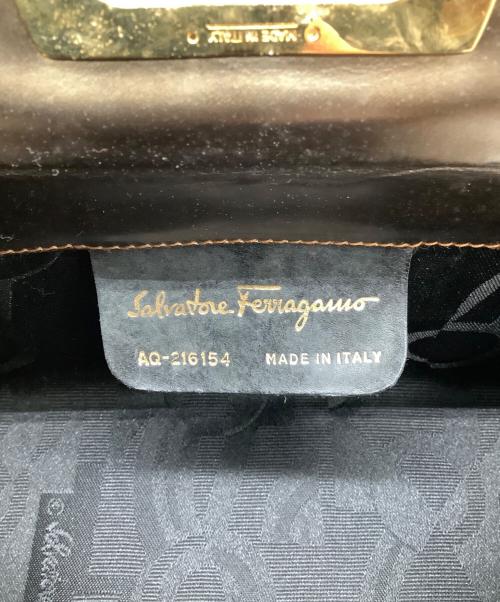 MADE IN ITALY
Salvatore Ferragamo
AQ-216154 MADE IN ITALY
©